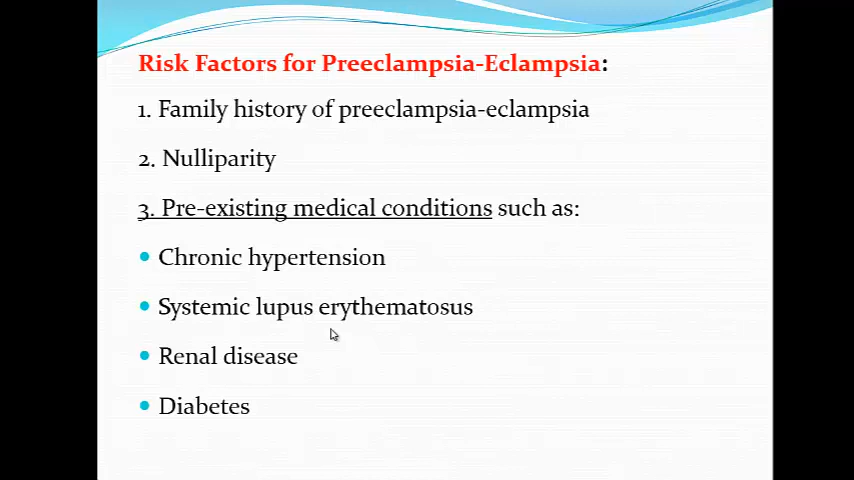 Risk Factors for Preeclampsia-Eclampsia:
1. Family history of preeclampsia-eclampsia
2. Nulliparity
3. Pre-existing medical conditions such as:
• Chronic hypertension
• Systemic lupus erythematosus
• Renal disease
• Diabetes